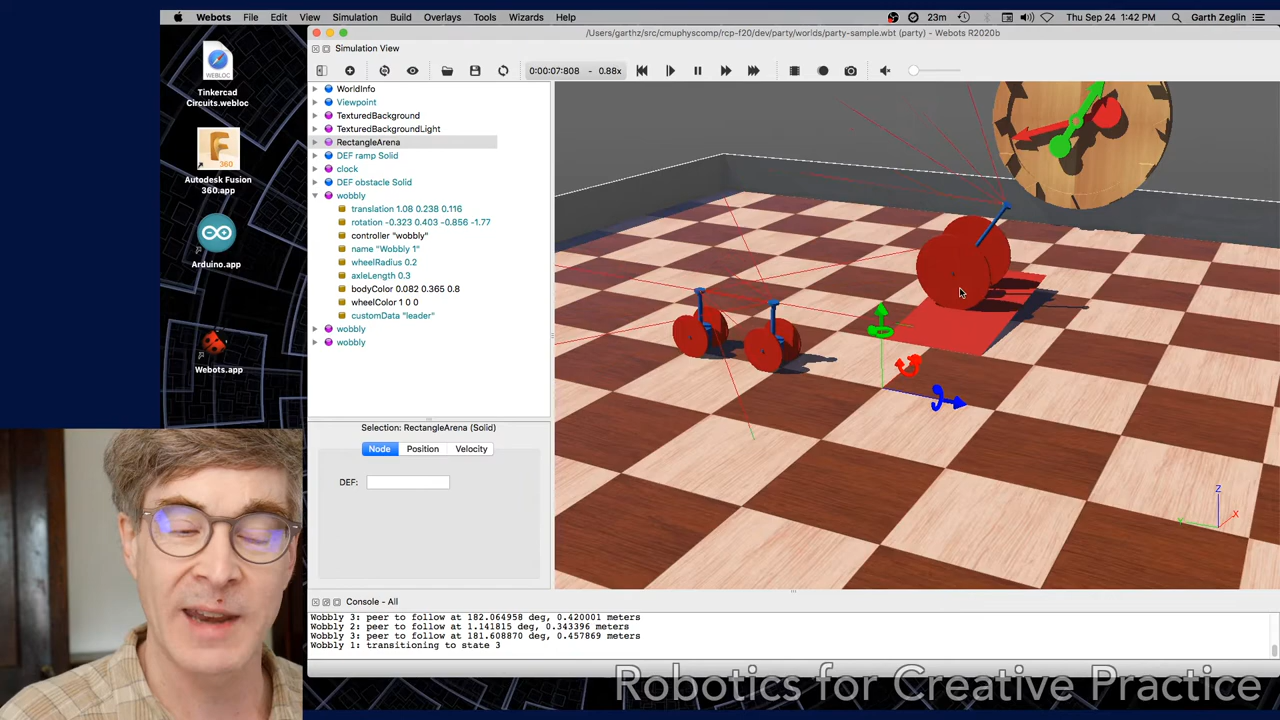 Webots File Edit View Simulation Build Overlays Tools Wizards Help 23m Thu Sep 24 1:42 PM Garth Zeglin
/Users/garthz/src/cmuphyscomp/rcp-f20/dev/party/worlds/party-sample.wbt (party) - Webots R2020b
Simulation View
0:00:07:808 - 0.88x
WEBLOC
Tinkercad
Circuits.webloc
360
Autodesk Fusion
360.app
Arduino.app
Webots.app
WorldInfo
Viewpoint
TexturedBackground
TexturedBackgroundLight
RectangleArena
DEF ramp Solid
clock
DEF obstacle Solid
wobbly
translation 1.08 0.238 0.116
rotation -0.323 0.403 -0.856 -1.77
controller "wobbly"
name "Wobbly 1"
wheelRadius 0.2
axleLength 0.3
bodyColor 0.082 0.365 0.8
wheelColor 1 0 0
customData "leader"
wobbly
wobbly
Selection: RectangleArena (Solid)
Node Position Velocity
DEF:
Z
X
Y
Console - All
Wobbly 3: peer to follow at 182.064958 deg, 0.420001 meters
Wobbly 2: peer to follow at 1.141815 deg, 0.343396 meters
Wobbly 3: peer to follow at 181.608870 deg, 0.457869 meters
Wobbly 1: transitioning to state 3
Robotics for Creative Practice